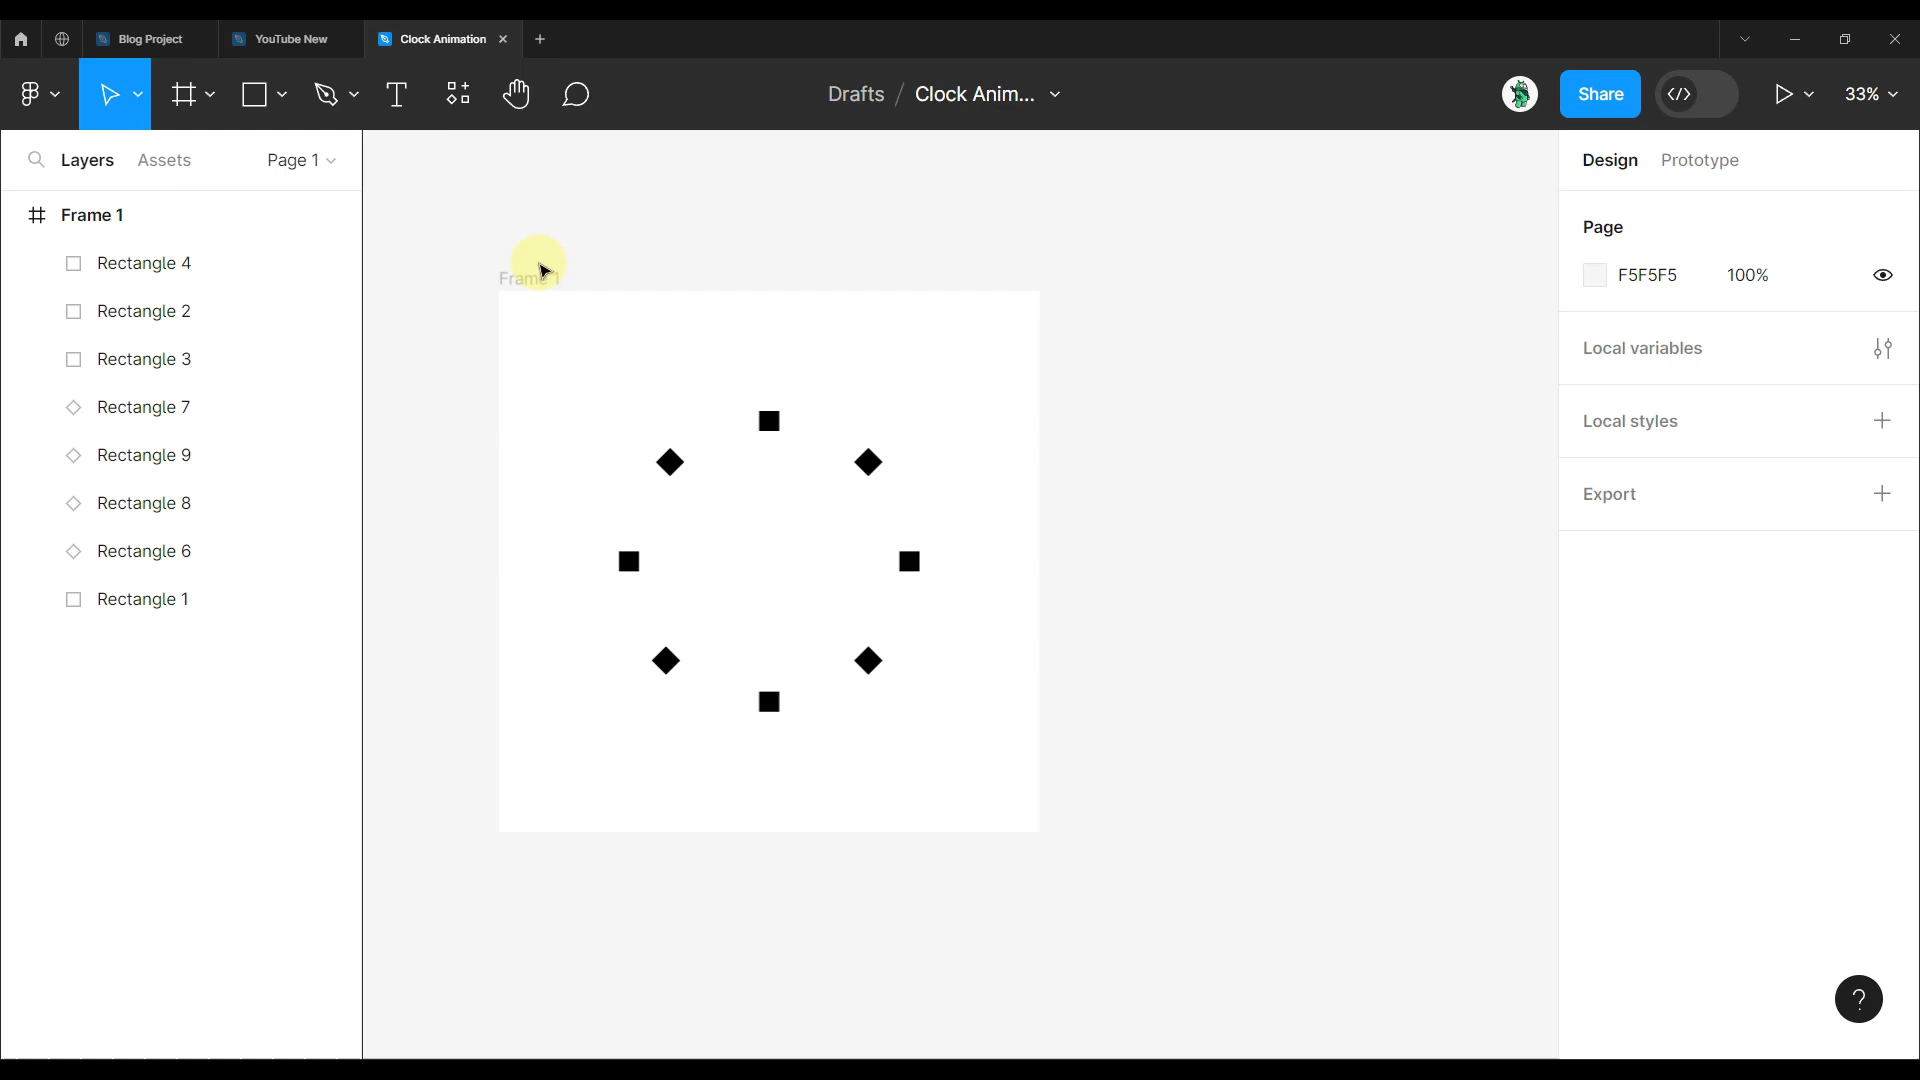 Blog Project
YouTube New
Clock Animation
Drafts / Clock Anim...
Share
33%
Layers
Assets
Page 1
Design
Prototype
Frame 1
Page
F5F5F5
100%
Rectangle 4
Rectangle 2
Rectangle 3
Rectangle 7
Rectangle 9
Rectangle 8
Rectangle 6
Rectangle 1
Frame 1
Local variables
Local styles
Export
?